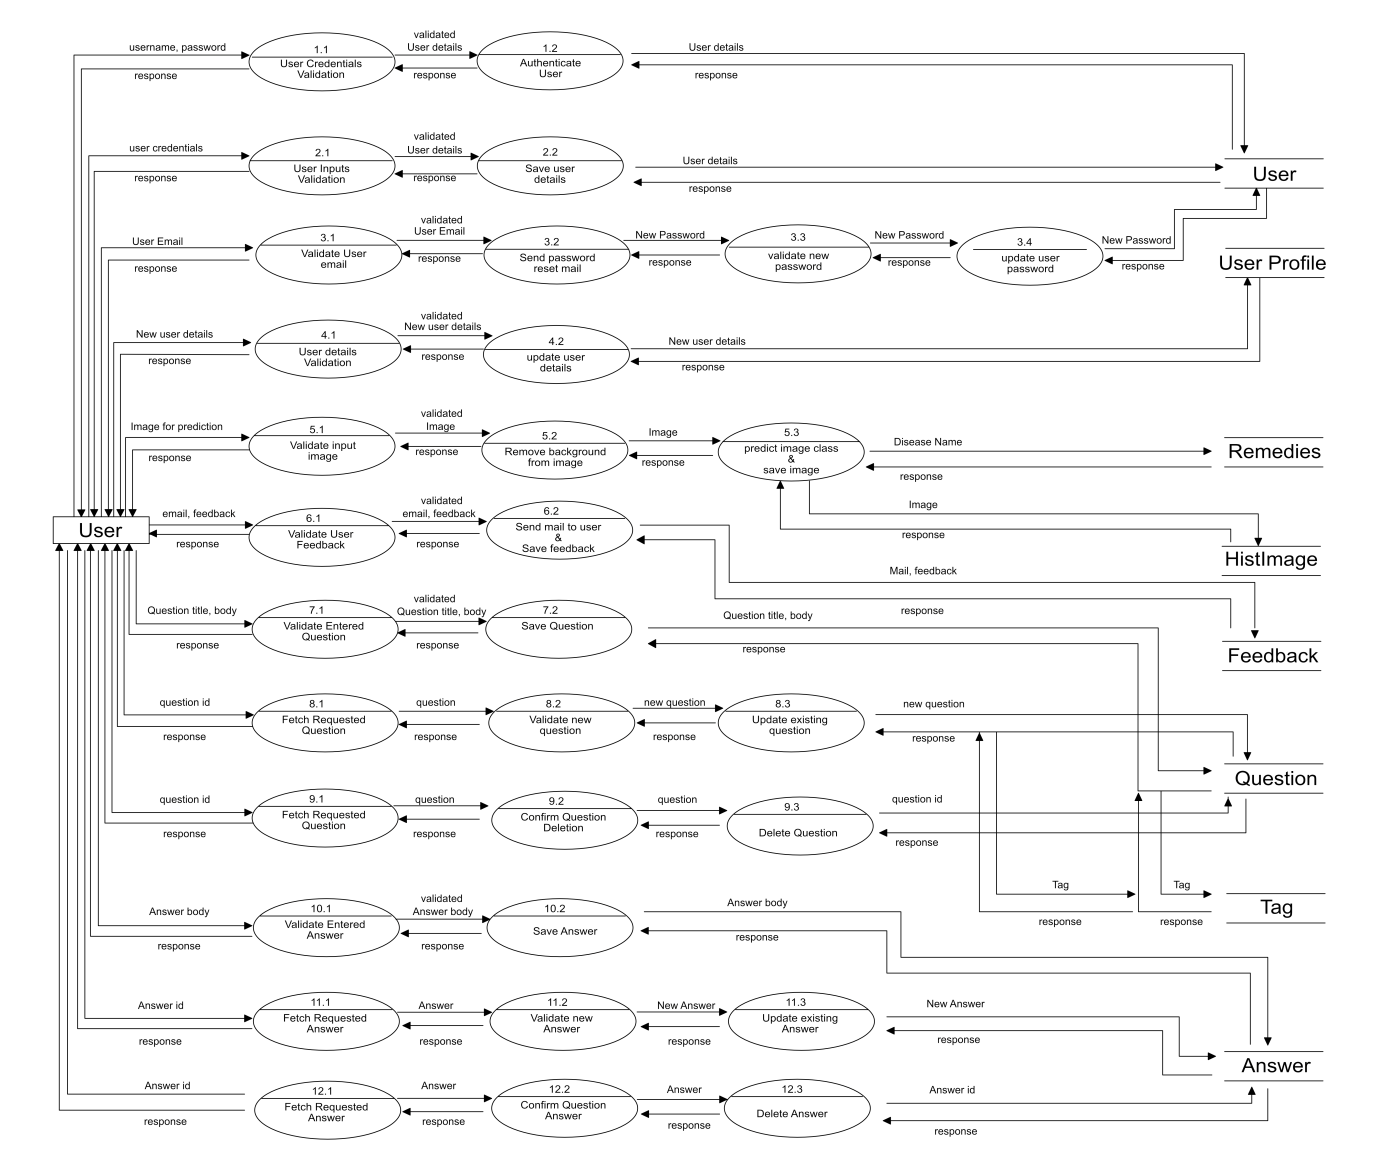 username, password
response
1.1
User Credentials
Validation
validated
User details
response
1.2
Authenticate
User
User details
response
user credentials
response
2.1
User Inputs
Validation
validated
User details
response
2.2
Save user
details
User details
response
User
User Email
response
3.1
Validate User
email
validated
User Email
response
3.2
Send password
reset mail
New Password
response
3.3
validate new
password
New Password
response
3.4
update user
password
New Password
response
User Profile
New user details
response
4.1
User details
Validation
validated
New user details
response
4.2
update user
details
New user details
response
Image for prediction
response
5.1
Validate input
image
validated
Image
response
5.2
Remove background
from image
Image
response
5.3
predict image class
&
save image
Disease Name
response
Remedies
Image
response
HistImage
User
email, feedback
response
6.1
Validate User
Feedback
validated
email, feedback
response
6.2
Send mail to user
&
Save feedback
Mail, feedback
response
Feedback
Question title, body
response
7.1
Validate Entered
Question
validated
Question title, body
response
7.2
Save Question
Question title, body
response
question id
response
8.1
Fetch Requested
Question
question
response
8.2
Validate new
question
new question
response
8.3
Update existing
question
new question
response
Question
question id
response
9.1
Fetch Requested
Question
question
response
9.2
Confirm Question
Deletion
question
response
9.3
Delete Question
question id
response
Tag
response
Tag
response
Tag
Answer body
response
10.1
Validate Entered
Answer
validated
Answer body
response
10.2
Save Answer
Answer body
response
Answer id
response
11.1
Fetch Requested
Answer
Answer
response
11.2
Validate new
Answer
New Answer
response
11.3
Update existing
Answer
New Answer
response
Answer
Answer id
response
12.1
Fetch Requested
Answer
Answer
response
12.2
Confirm Question
Answer
Answer
response
12.3
Delete Answer
Answer id
response